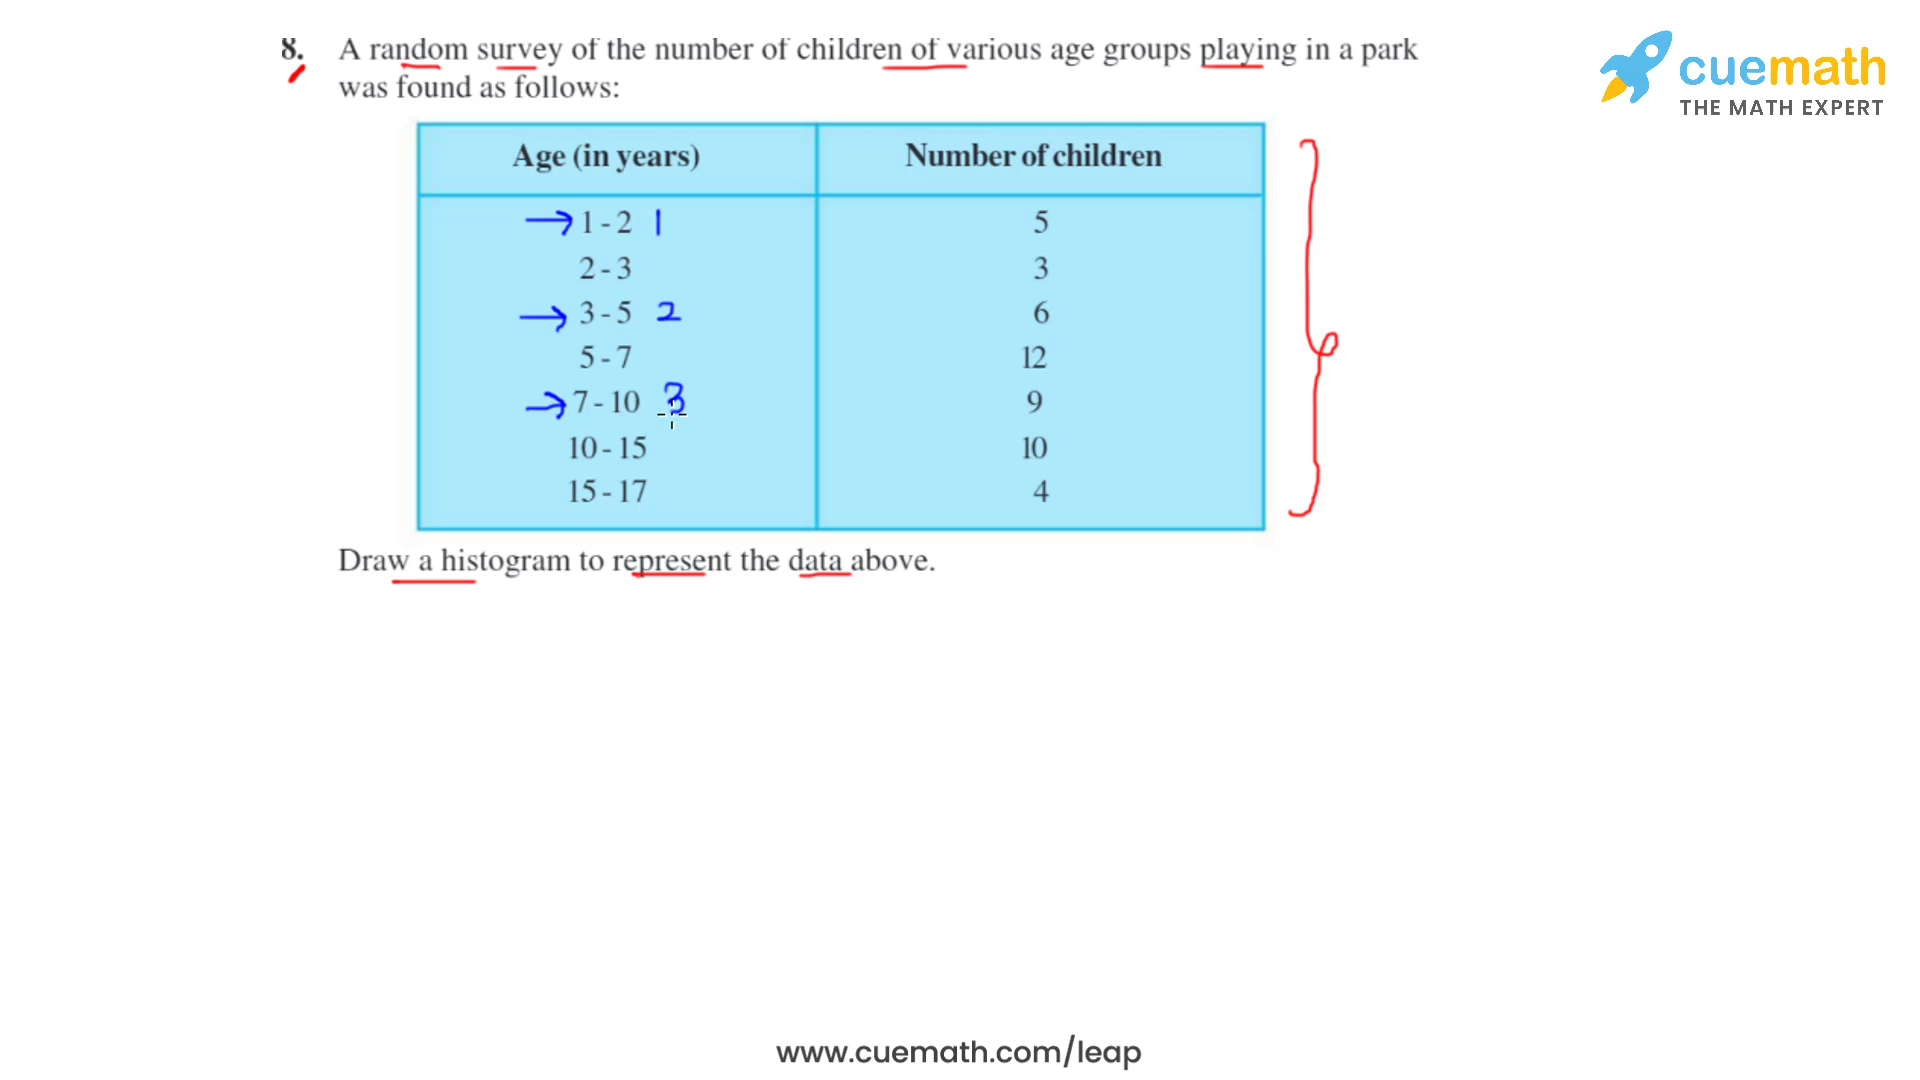 8. A random survey of the number of children of various age groups playing in a park
was found as follows:
cuemath
THE MATH EXPERT
Age (in years) Number of children
1 - 2 1 5
2 - 3 3
3 - 5 2 6
5 - 7 12
7 - 10 3 9
10 - 15 10
15 - 17 4
Draw a histogram to represent the data above.
www.cuemath.com/leap